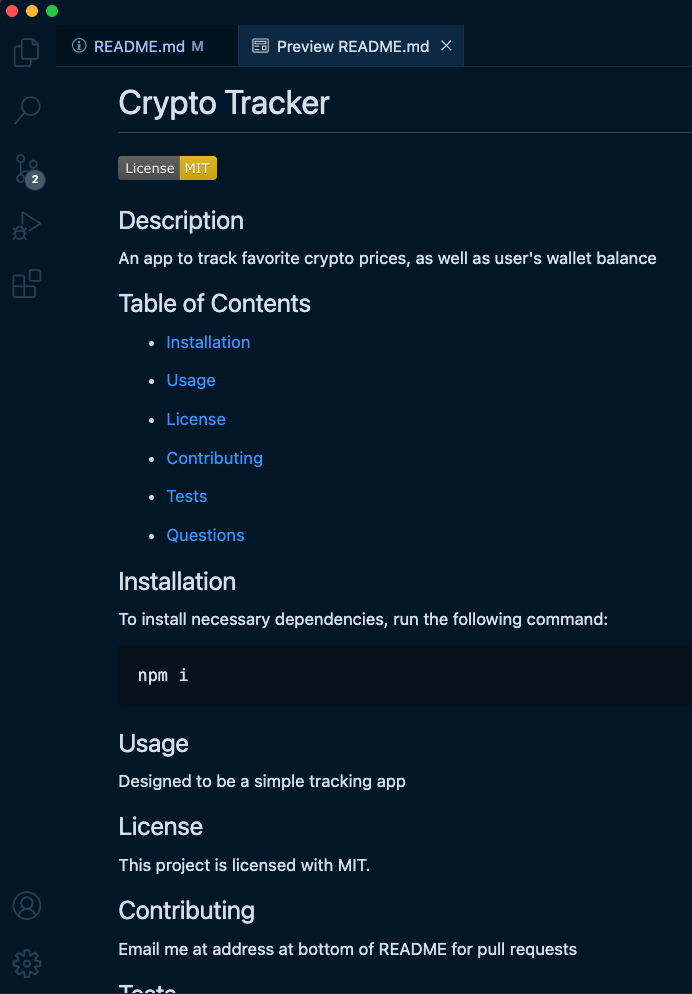 README.md M
Preview README.md
Crypto Tracker
License MIT
2
Description
An app to track favorite crypto prices, as well as user's wallet balance
Table of Contents
Installation
Usage
License
Contributing
Tests
Questions
Installation
To install necessary dependencies, run the following command:
npm i
Usage
Designed to be a simple tracking app
License
This project is licensed with MIT.
Contributing
Email me at address at bottom of README for pull requests
Tests